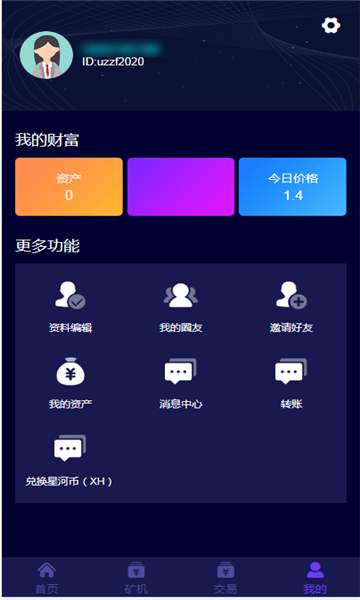 ID:uzzf2020
我的财富
资产
0
今日价格
1.4
更多功能
资料编辑
我的圈友
邀请好友
我的资产
消息中心
转账
兑换星河币（XH）
首页
矿机
交易
我的